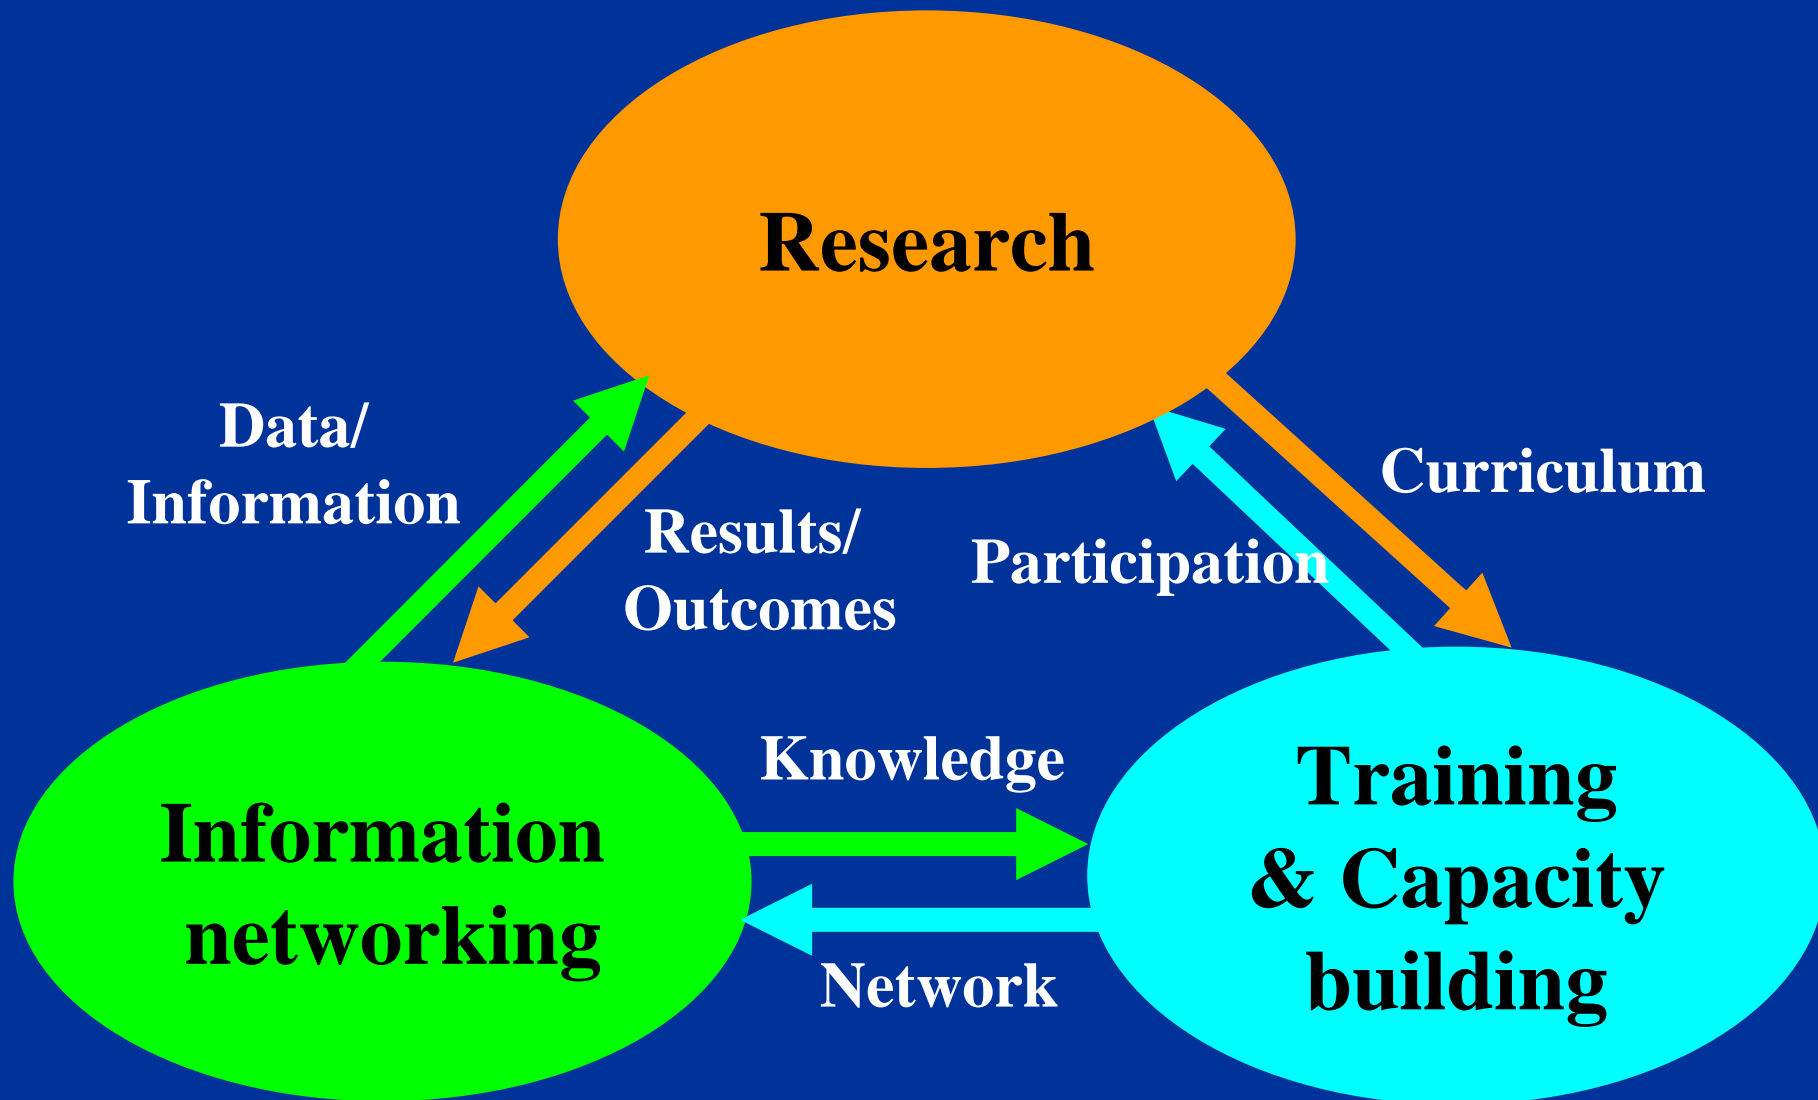 Research
Data/
Information
Results/
Outcomes
Participation
Curriculum
Knowledge
Information
networking
Training
& Capacity
building
Network